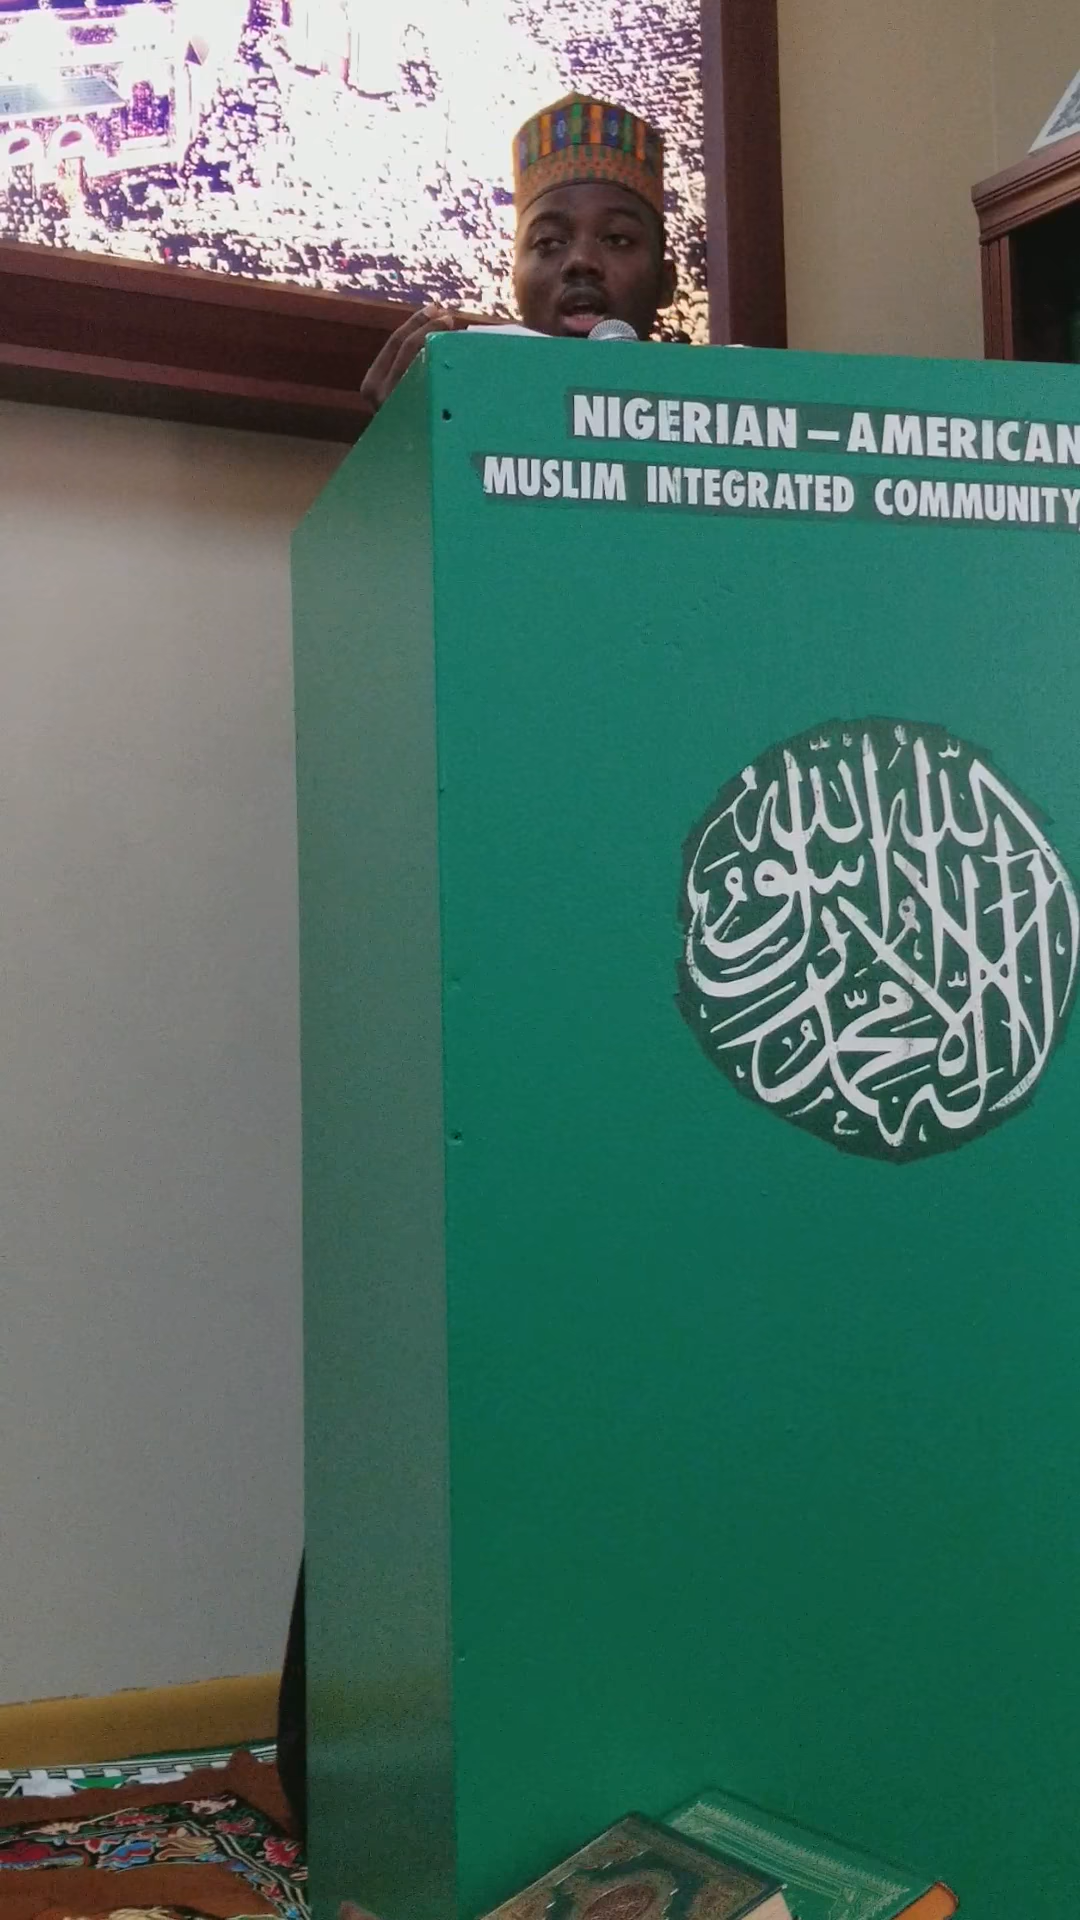 NIGERIAN – AMERICAN
MUSLIM INTEGRATED COMMUNITY,
لا إله إلا الله محمد رسول الله